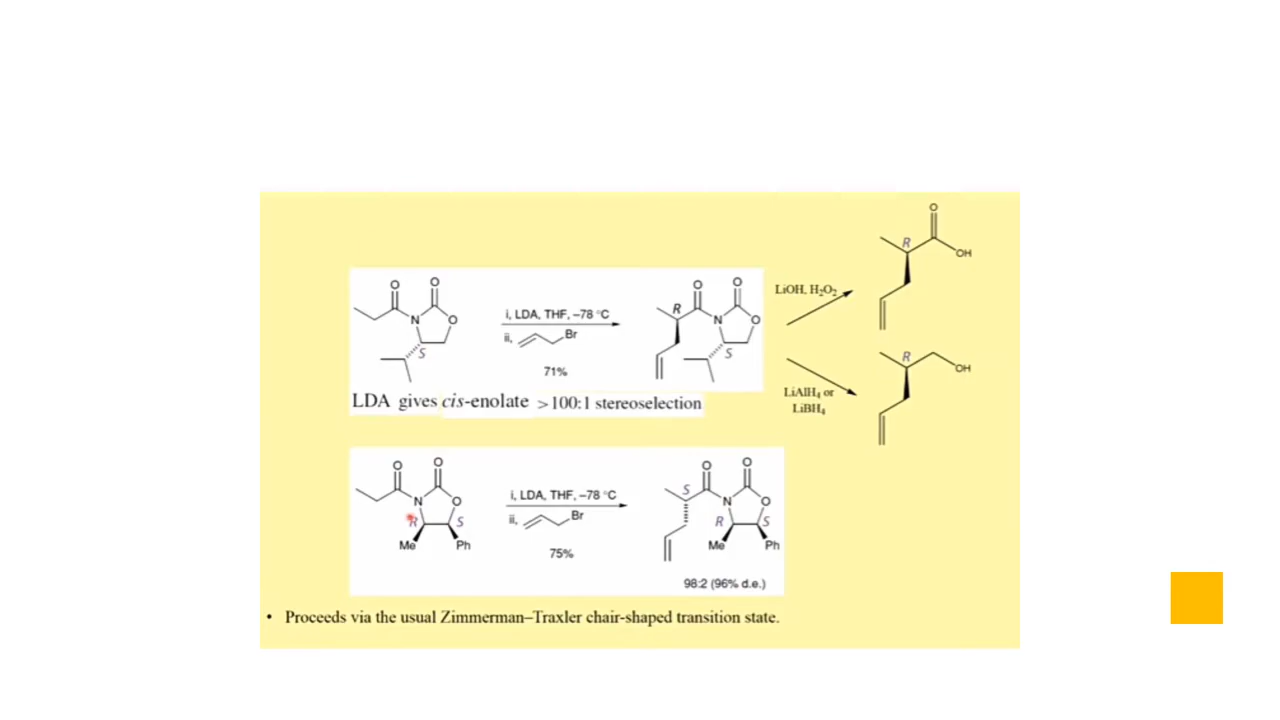 O
R
OH
LiOH, H₂O₂
O
O
N
O
S
i, LDA, THF, –78 °C
ii,
Br
71%
R
O
O
N
O
S
LDA gives cis-enolate >100:1 stereoselection
R
OH
LiAlH₄ or
LiBH₄
O
O
N
O
R
S
Me
Ph
i, LDA, THF, –78 °C
ii,
Br
75%
S
O
O
N
O
R
S
Me
Ph
98:2 (96% d.e.)
• Proceeds via the usual Zimmerman–Traxler chair-shaped transition state.